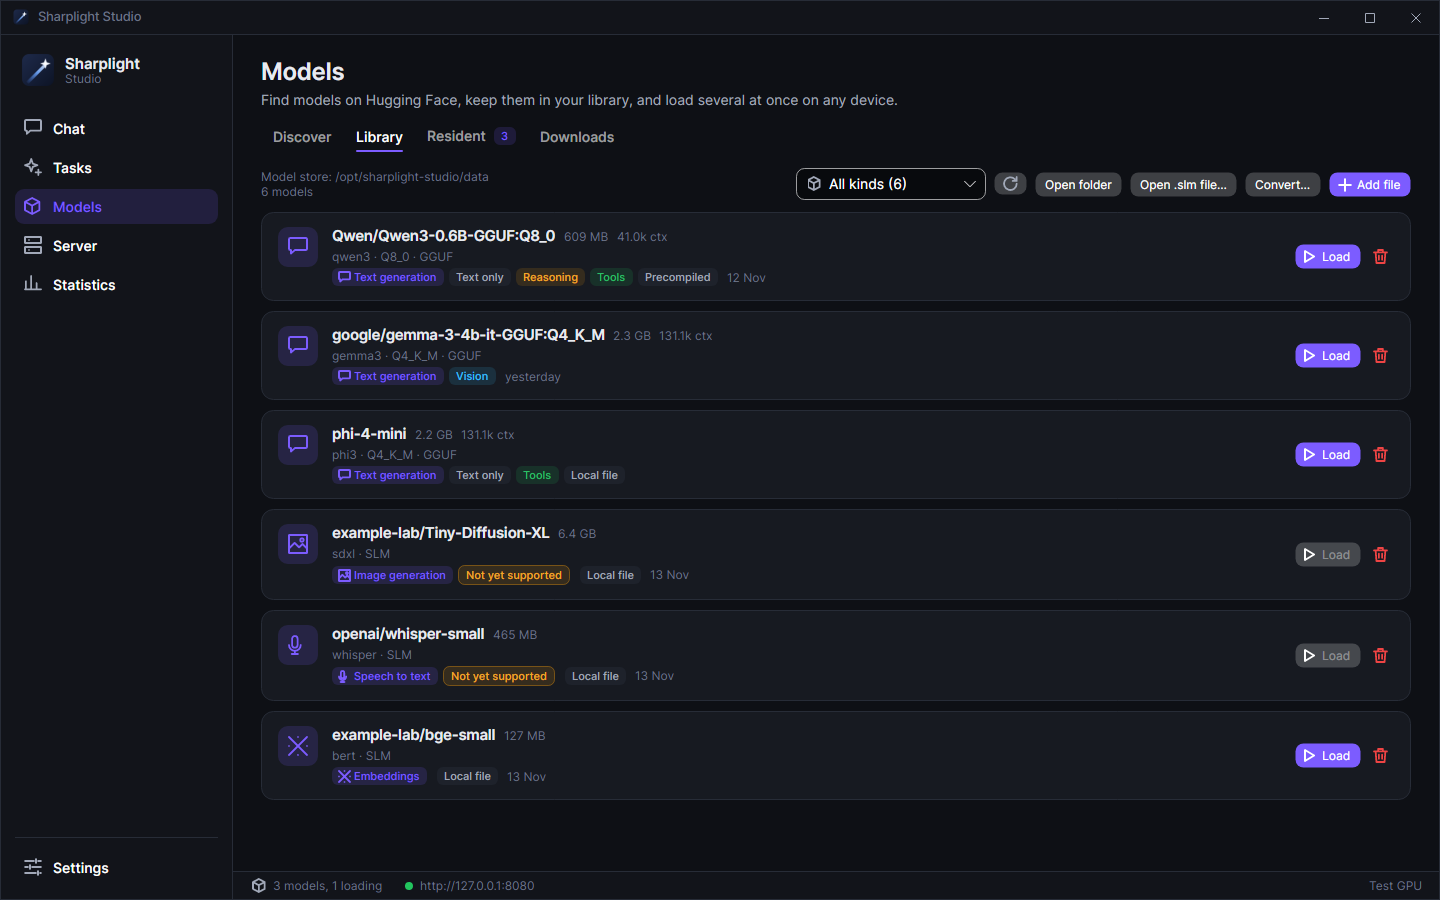 Sharplight Studio
Sharplight
Studio
Chat
Tasks
Models
Server
Statistics
Settings
Models
Find models on Hugging Face, keep them in your library, and load several at once on any device.
Discover Library Resident 3 Downloads
Model store: /opt/sharplight-studio/data
6 models
All kinds (6) Open folder Open .slm file... Convert... Add file
Qwen/Qwen3-0.6B-GGUF:Q8_0 609 MB 41.0k ctx
qwen3 · Q8_0 · GGUF
Text generation Text only Reasoning Tools Precompiled 12 Nov
Load
google/gemma-3-4b-it-GGUF:Q4_K_M 2.3 GB 131.1k ctx
gemma3 · Q4_K_M · GGUF
Text generation Vision yesterday
Load
phi-4-mini 2.2 GB 131.1k ctx
phi3 · Q4_K_M · GGUF
Text generation Text only Tools Local file
Load
example-lab/Tiny-Diffusion-XL 6.4 GB
sdxl · SLM
Image generation Not yet supported Local file 13 Nov
Load
openai/whisper-small 465 MB
whisper · SLM
Speech to text Not yet supported Local file 13 Nov
Load
example-lab/bge-small 127 MB
bert · SLM
Embeddings Local file 13 Nov
Load
3 models, 1 loading http://127.0.0.1:8080 Test GPU